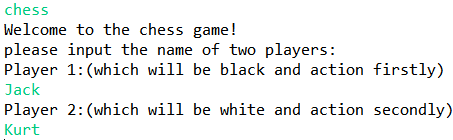 chess
Welcome to the chess game!
please input the name of two players:
Player 1:(which will be black and action firstly)
Jack
Player 2:(which will be white and action secondly)
Kurt